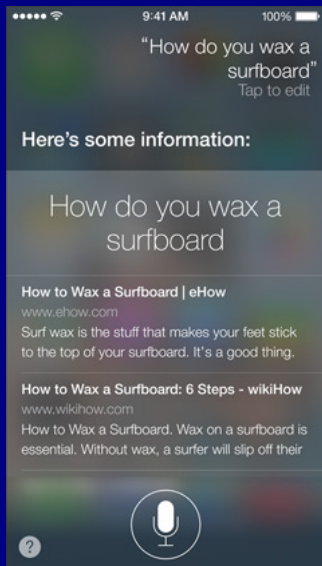 9:41 AM
100%
“How do you wax a
surfboard”
Tap to edit
Here’s some information:
How do you wax a
surfboard
How to Wax a Surfboard | eHow
www.ehow.com
Surf wax is the stuff that makes your feet stick
to the top of your surfboard. It’s a good thing.
How to Wax a Surfboard: 6 Steps - wikiHow
www.wikihow.com
How to Wax a Surfboard. Wax on a surfboard is
essential. Without wax, a surfer will slip off their
?